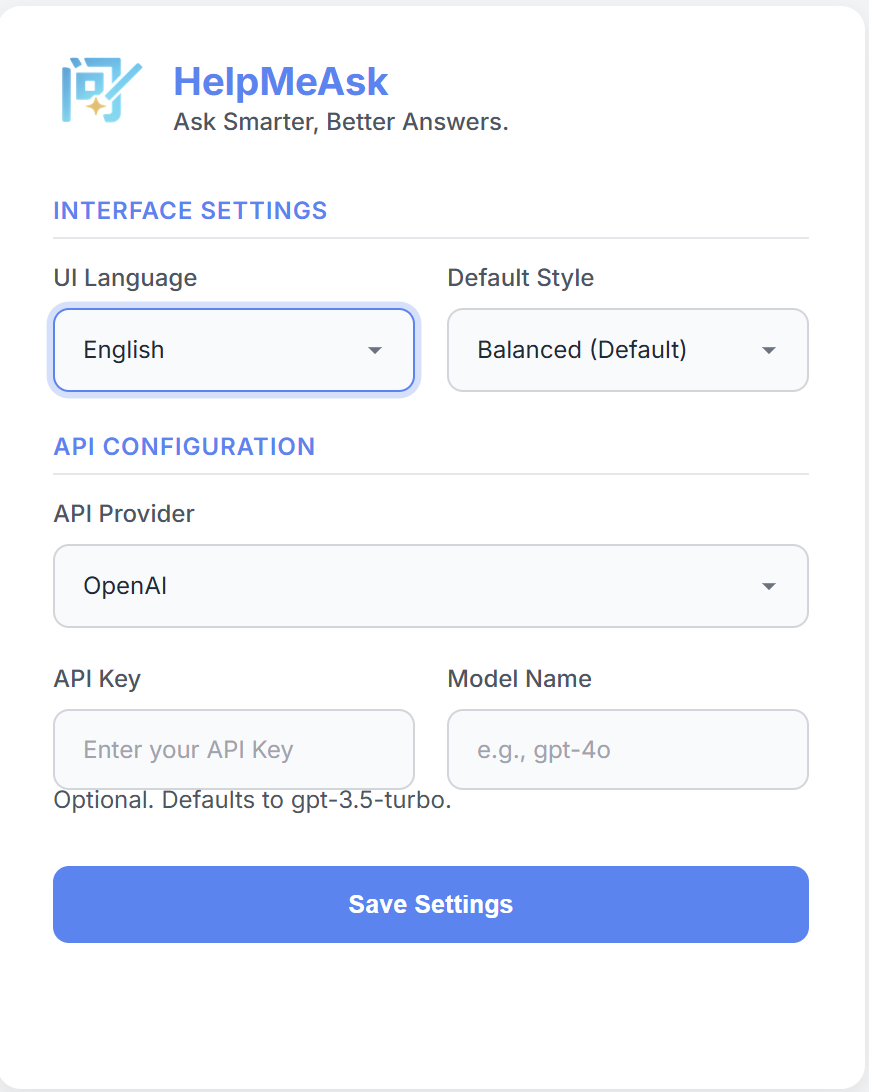 问
HelpMeAsk
Ask Smarter, Better Answers.
INTERFACE SETTINGS
UI Language
Default Style
English
Balanced (Default)
API CONFIGURATION
API Provider
OpenAI
API Key
Model Name
Enter your API Key
e.g., gpt-4o
Optional. Defaults to gpt-3.5-turbo.
Save Settings